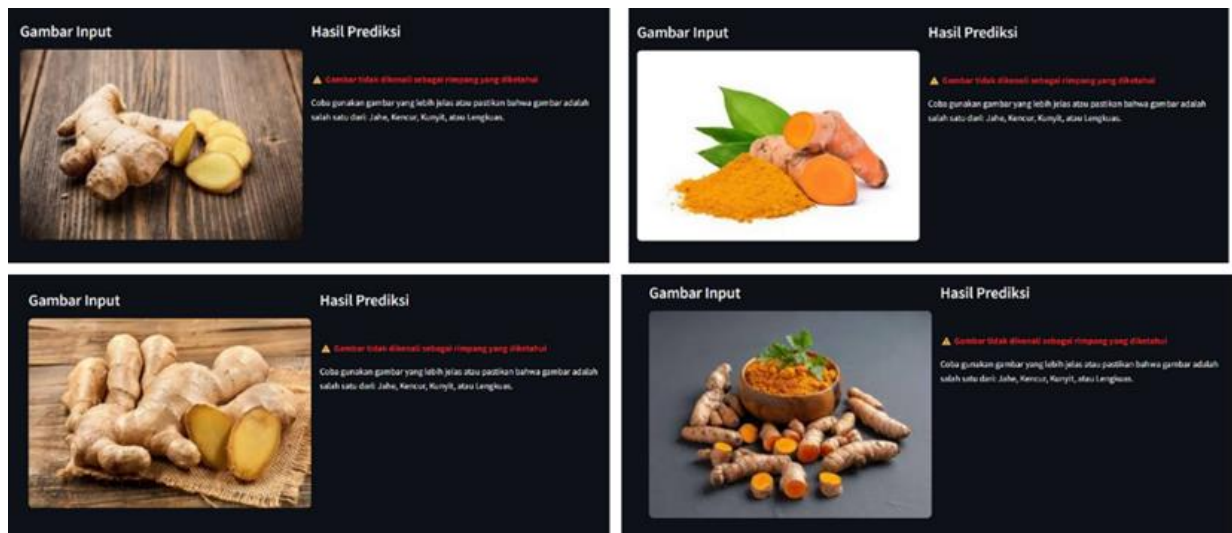 Gambar Input
Hasil Prediksi
⚠ Gambar tidak dikenali sebagai rimpang yang diketahui
Coba gunakan gambar yang lebih jelas atau pastikan bahwa gambar adalah
salah satu dari: Jahe, Kencur, Kunyit, atau Lengkuas.
Gambar Input
Hasil Prediksi
⚠ Gambar tidak dikenali sebagai rimpang yang diketahui
Coba gunakan gambar yang lebih jelas atau pastikan bahwa gambar adalah
salah satu dari: Jahe, Kencur, Kunyit, atau Lengkuas.
Gambar Input
Hasil Prediksi
⚠ Gambar tidak dikenali sebagai rimpang yang diketahui
Coba gunakan gambar yang lebih jelas atau pastikan bahwa gambar adalah
salah satu dari: Jahe, Kencur, Kunyit, atau Lengkuas.
Gambar Input
Hasil Prediksi
⚠ Gambar tidak dikenali sebagai rimpang yang diketahui
Coba gunakan gambar yang lebih jelas atau pastikan bahwa gambar adalah
salah satu dari: Jahe, Kencur, Kunyit, atau Lengkuas.